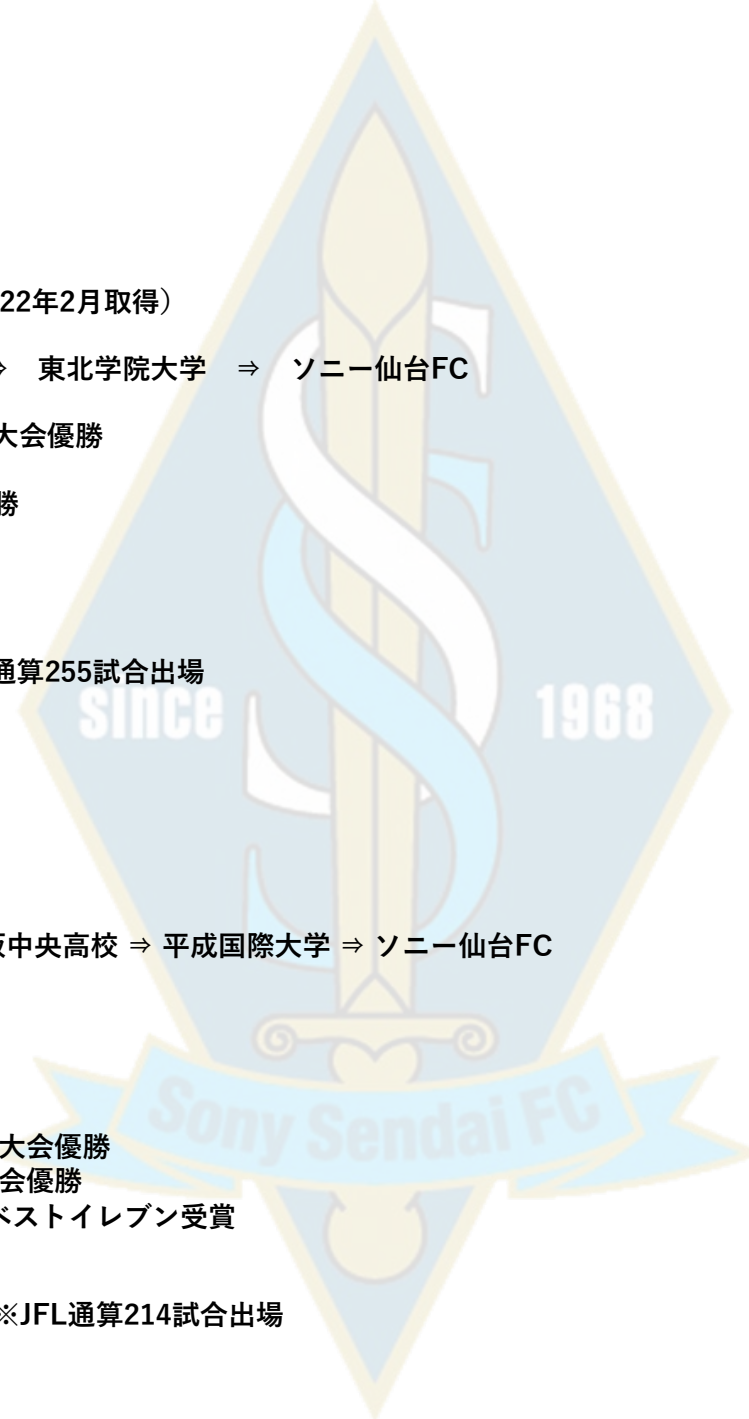 22年2月取得）
東北学院大学 ⇒ ソニー仙台FC
大会優勝
勝
通算255試合出場
since 1968
中央高校 ⇒ 平成国際大学 ⇒ ソニー仙台FC
Sony Sendai FC
大会優勝
会優勝
ベストイレブン受賞
※JFL通算214試合出場